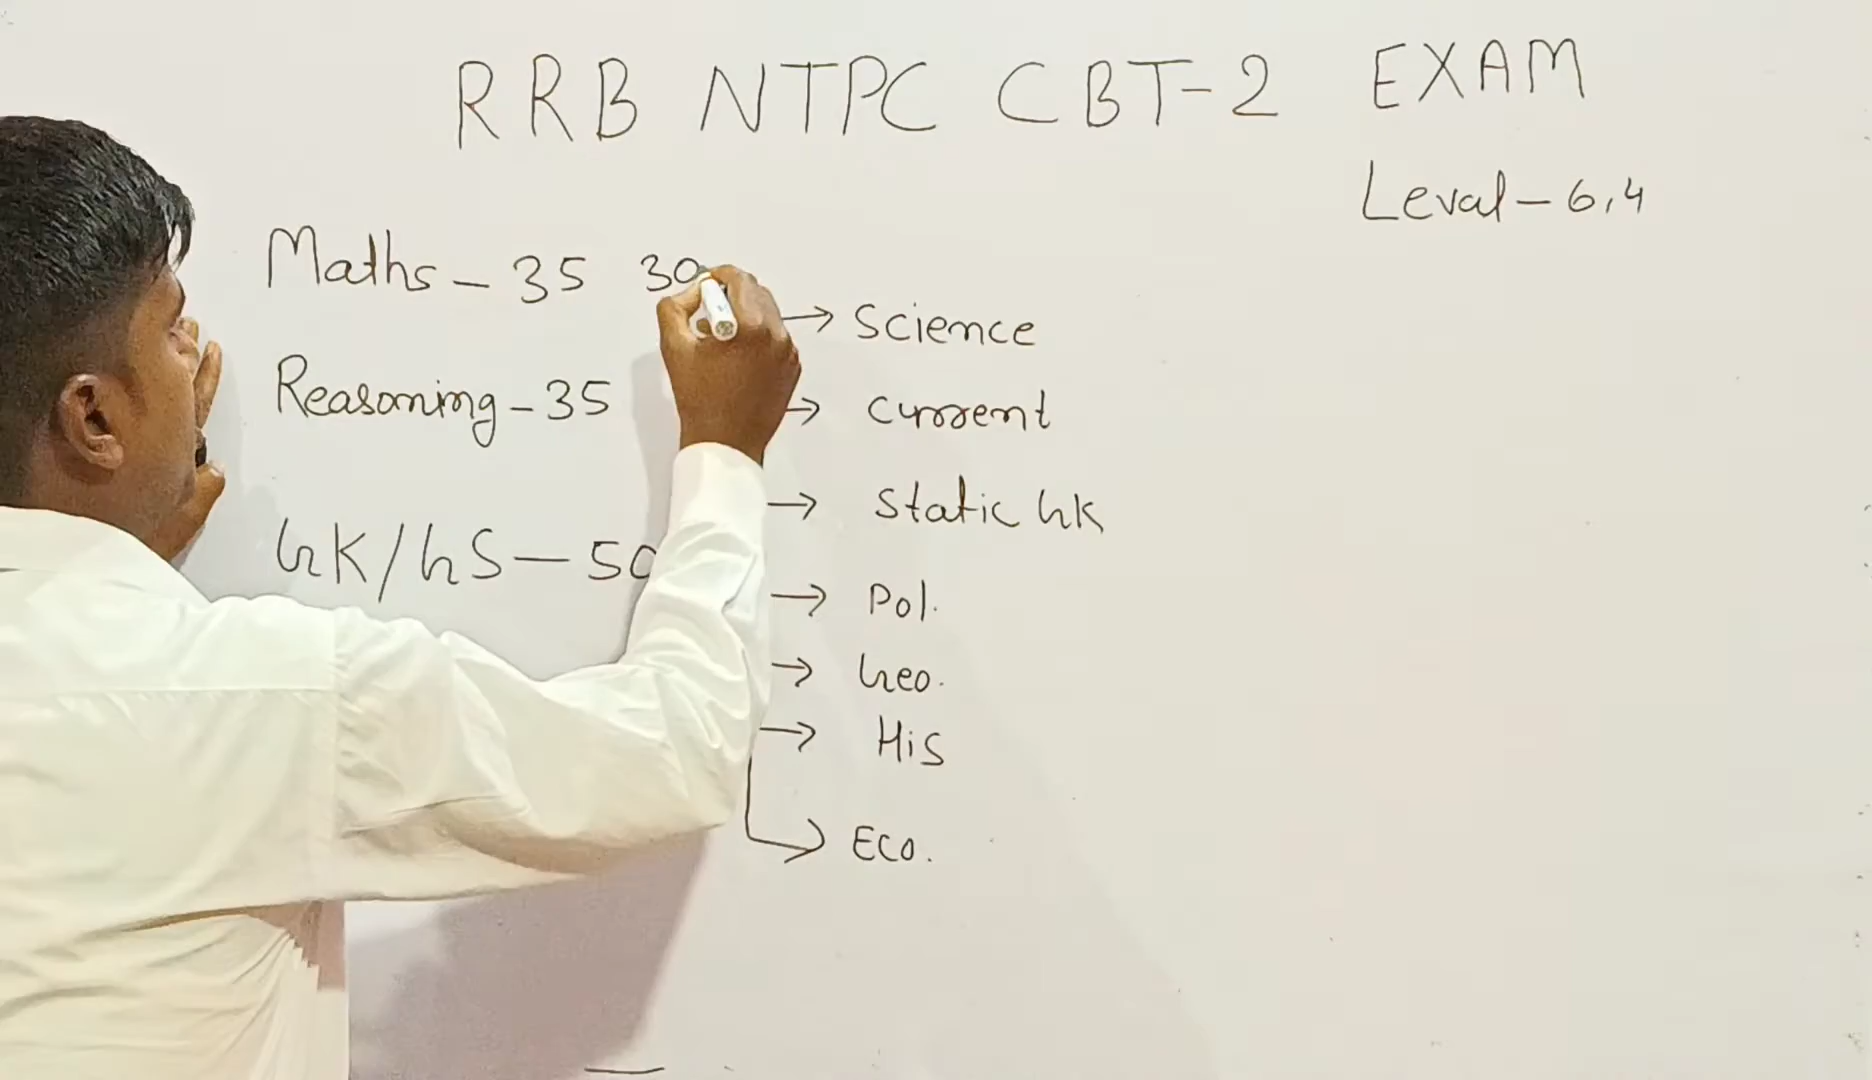 RRB NTPC CBT-2 EXAM
Leval - 6,4
Maths - 35 30
Reasoning - 35
GK/GS - 50
→ Science
→ Current
→ Static GK
→ Pol.
→ Geo.
→ His
→ Eco.